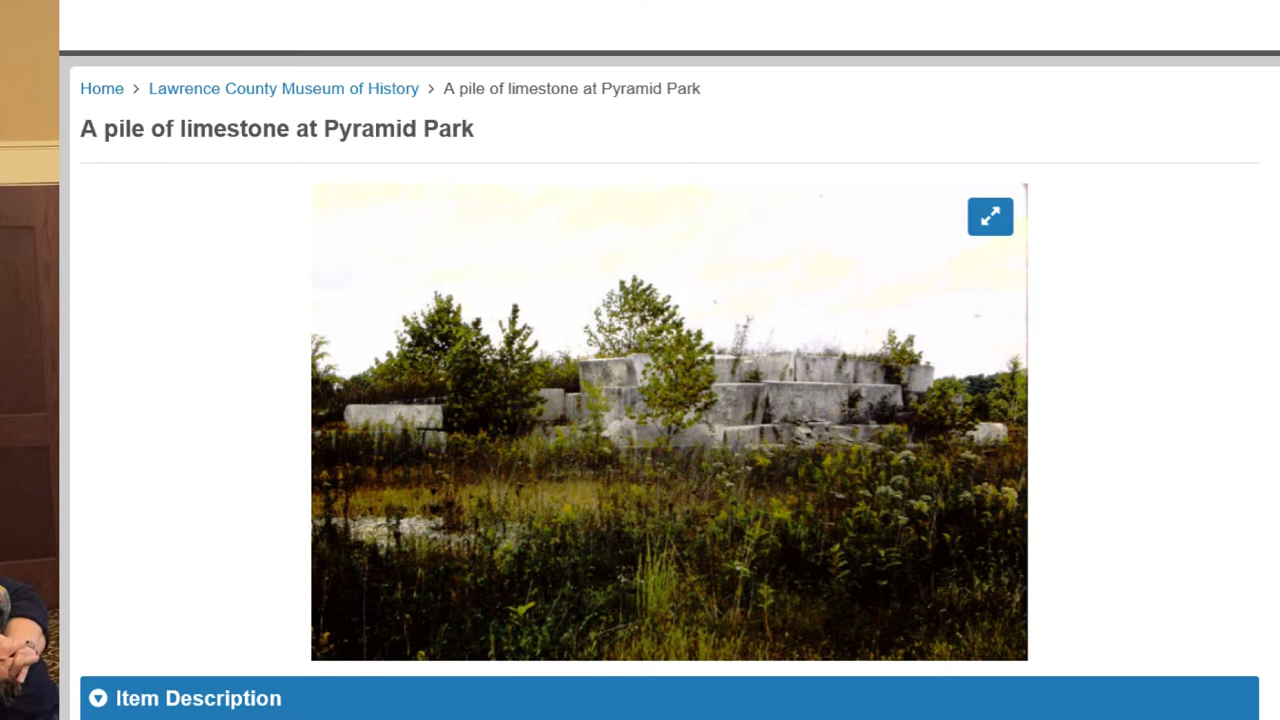 Home > Lawrence County Museum of History > A pile of limestone at Pyramid Park
A pile of limestone at Pyramid Park
Item Description